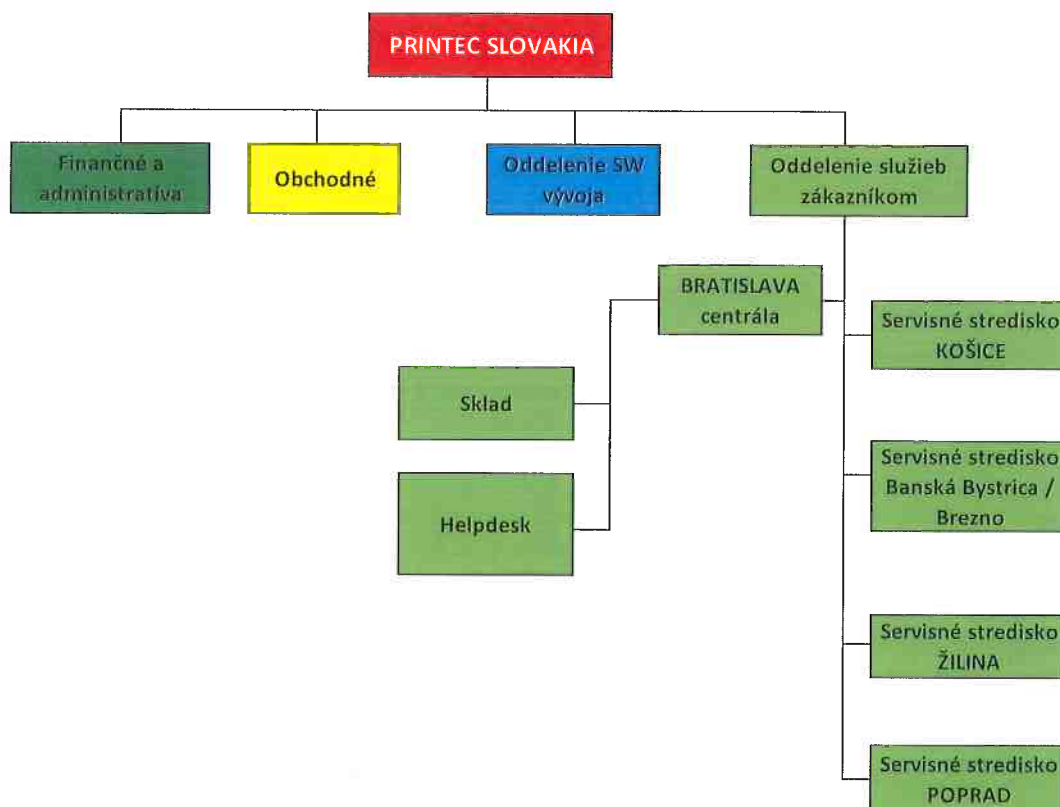 PRINTEC SLOVAKIA
Finančné a
administratíva
Obchodné
Oddelenie SW
vývoja
Oddelenie služieb
zákazníkom
BRATISLAVA
centrála
Servisné stredisko
KOŠICE
Sklad
Servisné stredisko
Banská Bystrica /
Brezno
Helpdesk
Servisné stredisko
ŽILINA
Servisné stredisko
POPRAD